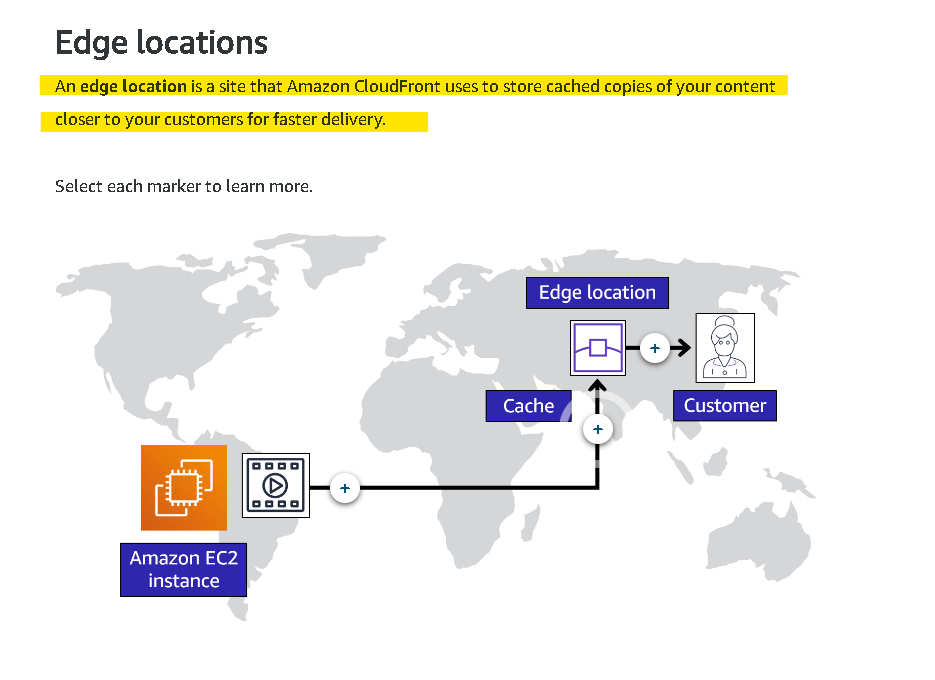 Edge locations
An edge location is a site that Amazon CloudFront uses to store cached copies of your content
closer to your customers for faster delivery.
Select each marker to learn more.
Edge location
Cache
Customer
Amazon EC2
instance